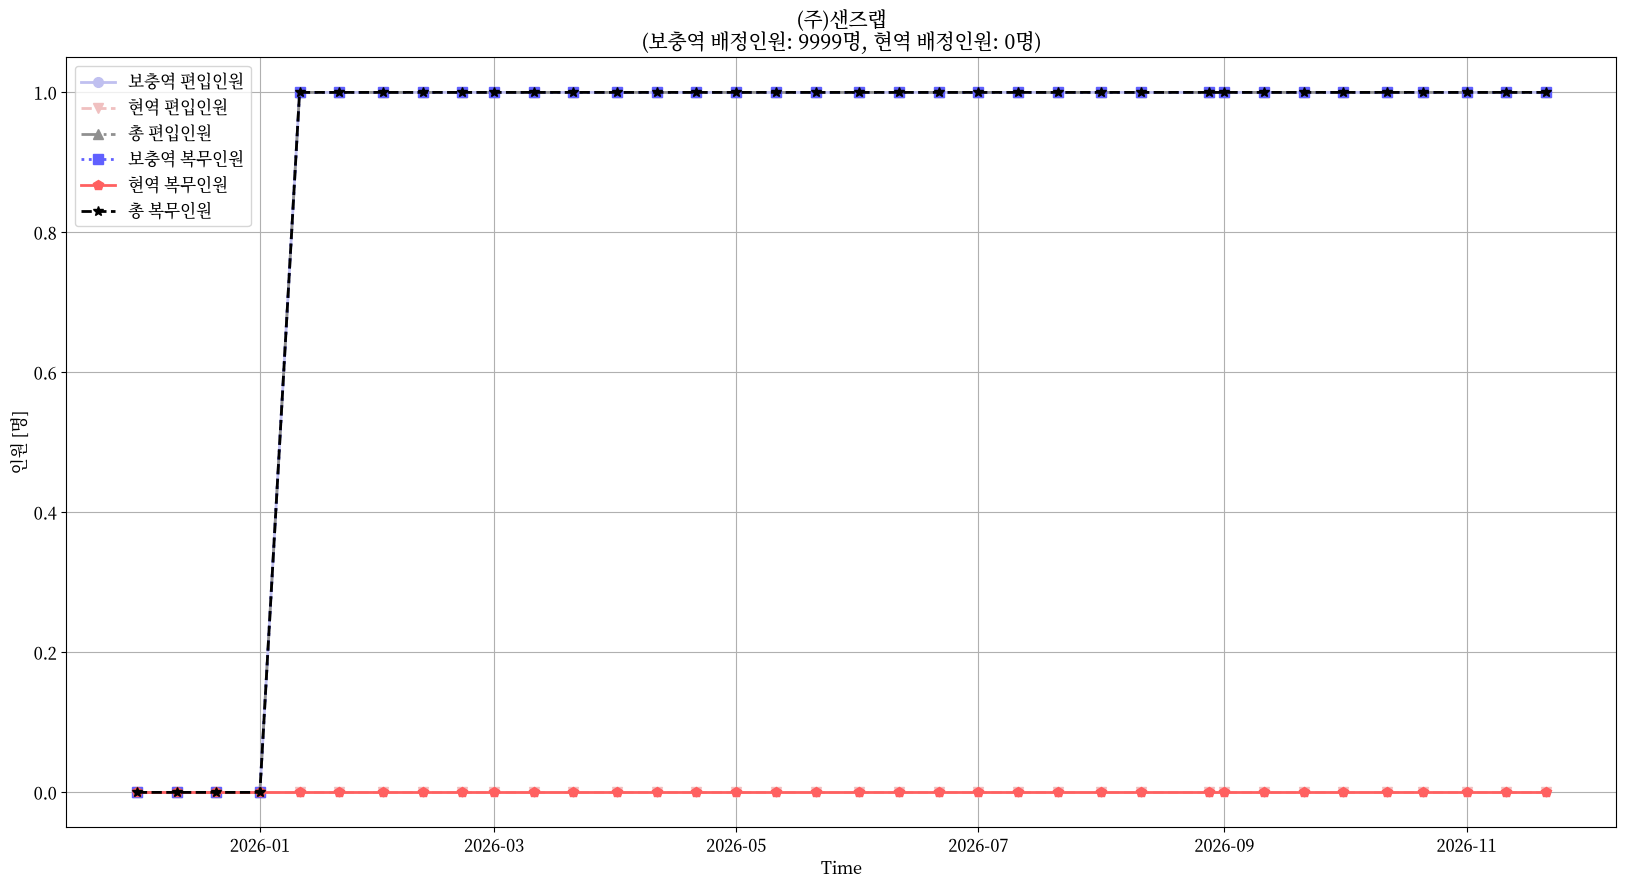 (주)샌즈랩
(보충역 배정인원: 9999명, 현역 배정인원: 0명)
보충역 편입인원
현역 편입인원
총 편입인원
보충역 복무인원
현역 복무인원
총 복무인원
인원 [명]
1.0
0.8
0.6
0.4
0.2
0.0
2026-01 2026-03 2026-05 2026-07 2026-09 2026-11
Time